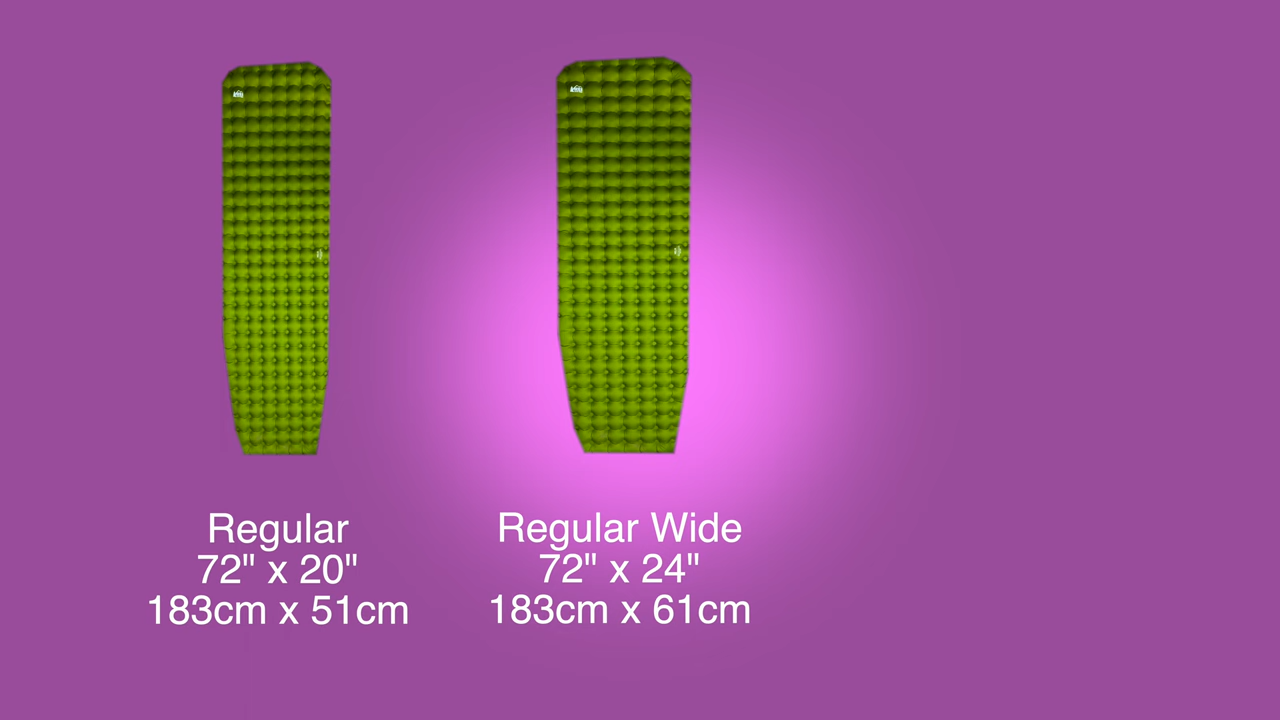 Regular
72" x 20"
183cm x 51cm
Regular Wide
72" x 24"
183cm x 61cm